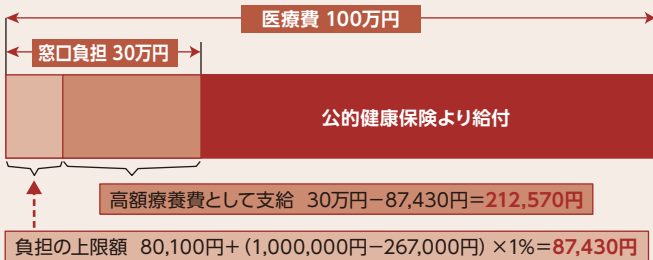 医療費 100万円
窓口負担 30万円
公的健康保険より給付
高額療養費として支給 30万円－87,430円＝212,570円
負担の上限額 80,100円＋(1,000,000円－267,000円)×1%＝87,430円